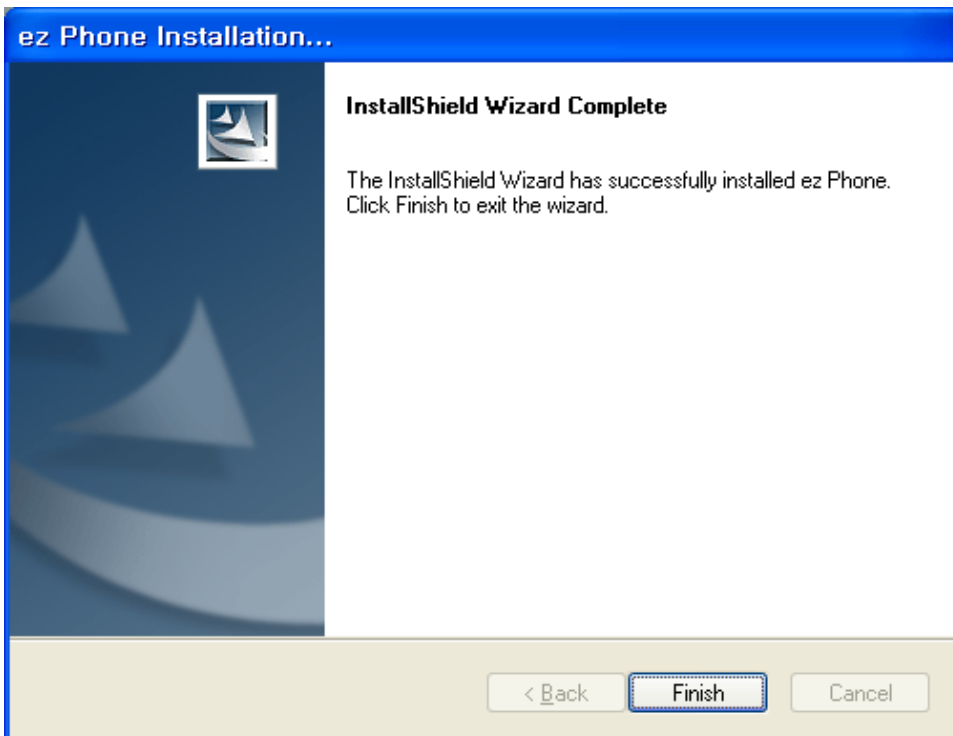 ez Phone Installation...
InstallShield Wizard Complete
The InstallShield Wizard has successfully installed ez Phone.
Click Finish to exit the wizard.
< Back
Finish
Cancel